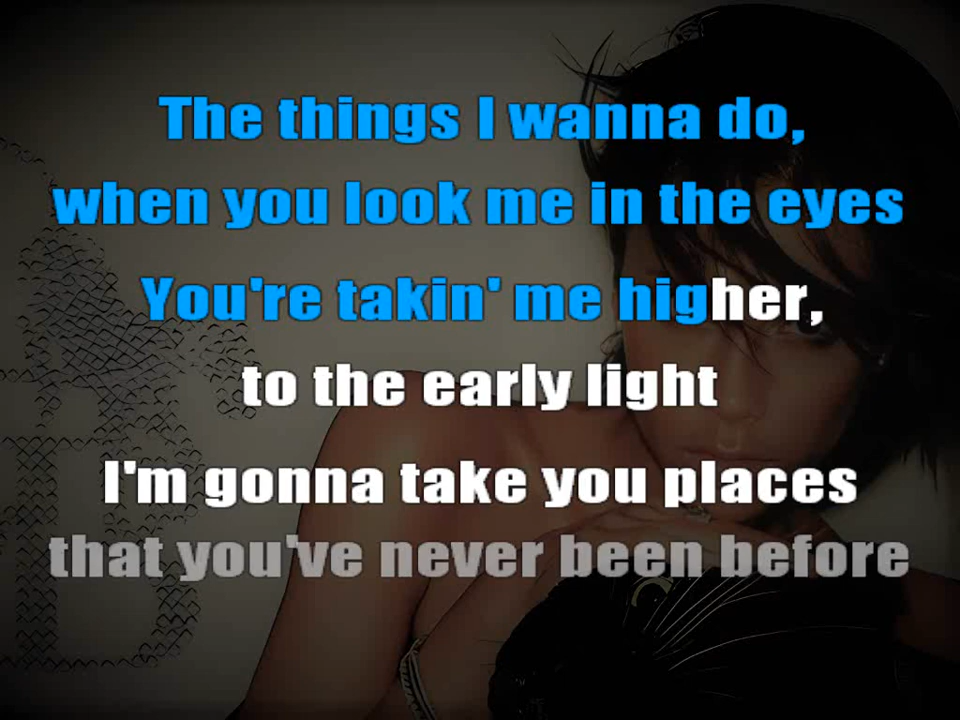 The things I wanna do,
when you look me in the eyes
You're takin' me higher,
to the early light
I'm gonna take you places
that you've never been before